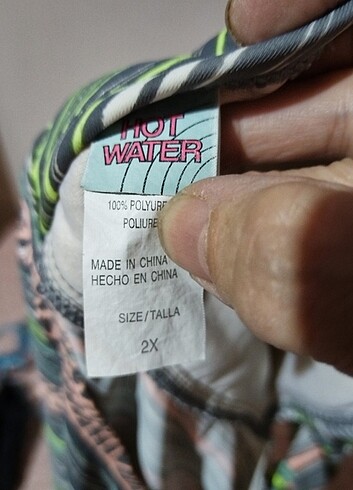 HOT
WATER
100% POLYURE
POLIURE
MADE IN CHINA
HECHO EN CHINA
SIZE/TALLA
2X